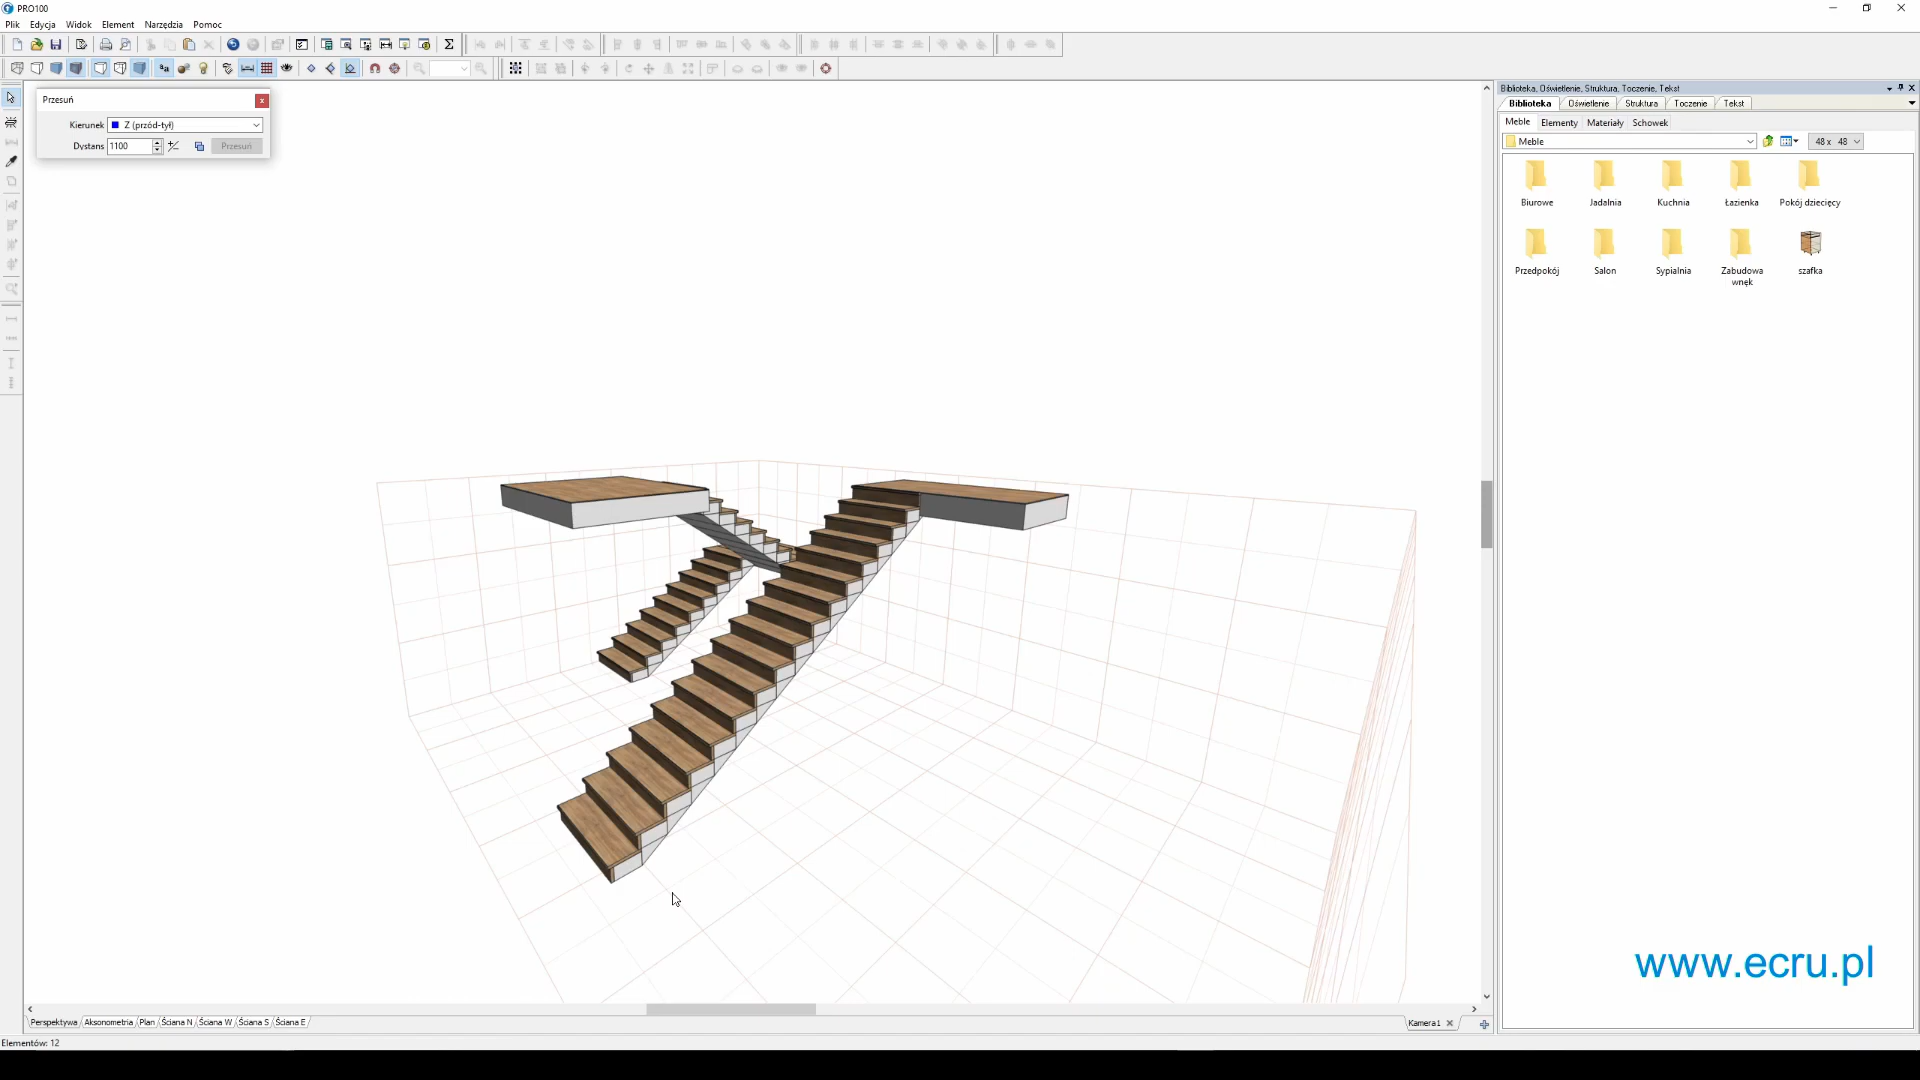 PRO100
Plik Edycja Widok Element Narzędzia Pomoc
Przesuń
Kierunek Z (przód-tył)
Dystans 1100 Przesuń
Biblioteka, Oświetlenie, Struktura, Toczenie, Tekst
Biblioteka Oświetlenie Struktura Toczenie Tekst
Meble Elementy Materiały Schowek
Meble 48 x 48
Biurowe Jadalnia Kuchnia Łazienka Pokój dziecięcy
Przedpokój Salon Sypialnia Zabudowa wnęk szafka
www.ecru.pl
Perspektywa Aksonometria Plan Ściana N Ściana W Ściana S Ściana E
Kamera1
Elementów: 12